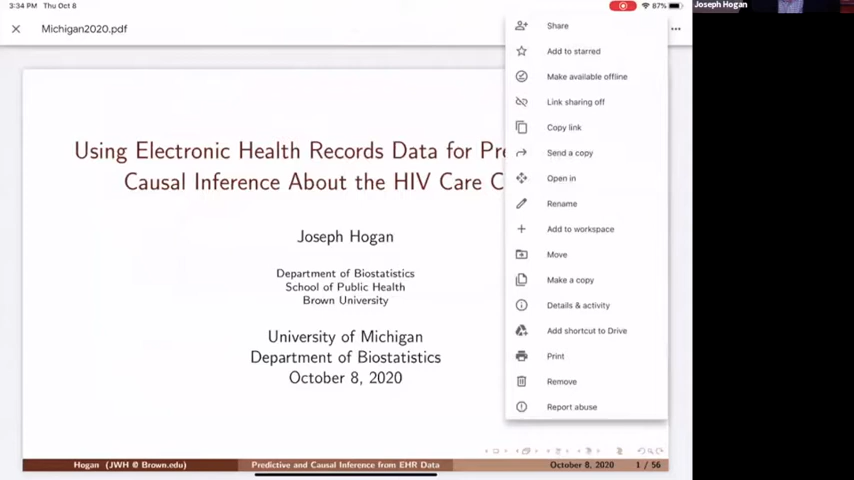 3:34 PM Thu Oct 8
87%
Joseph Hogan
Michigan2020.pdf
Using Electronic Health Records Data for Pre
Causal Inference About the HIV Care C
Joseph Hogan
Department of Biostatistics
School of Public Health
Brown University
University of Michigan
Department of Biostatistics
October 8, 2020
Share
Add to starred
Make available offline
Link sharing off
Copy link
Send a copy
Open in
Rename
Add to workspace
Move
Make a copy
Details & activity
Add shortcut to Drive
Print
Remove
Report abuse
Hogan (JWH @ Brown.edu) Predictive and Causal Inference from EHR Data October 8, 2020 1 / 56